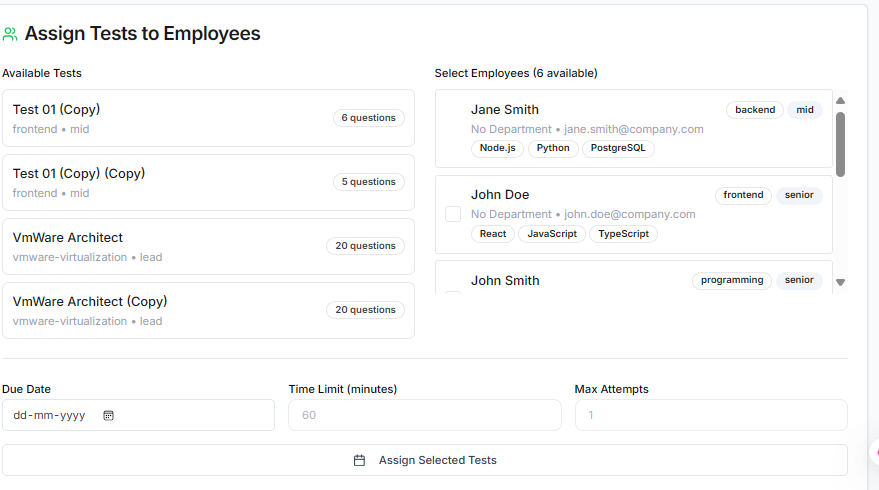 Assign Tests to Employees
Available Tests
Test 01 (Copy)
frontend • mid
6 questions
Test 01 (Copy) (Copy)
frontend • mid
5 questions
VmWare Architect
vmware-virtualization • lead
20 questions
VmWare Architect (Copy)
vmware-virtualization • lead
20 questions
Select Employees (6 available)
Jane Smith
backend mid
No Department • jane.smith@company.com
Node.js Python PostgreSQL
John Doe
frontend senior
No Department • john.doe@company.com
React JavaScript TypeScript
John Smith
programming senior
Due Date
dd-mm-yyyy
Time Limit (minutes)
60
Max Attempts
1
Assign Selected Tests